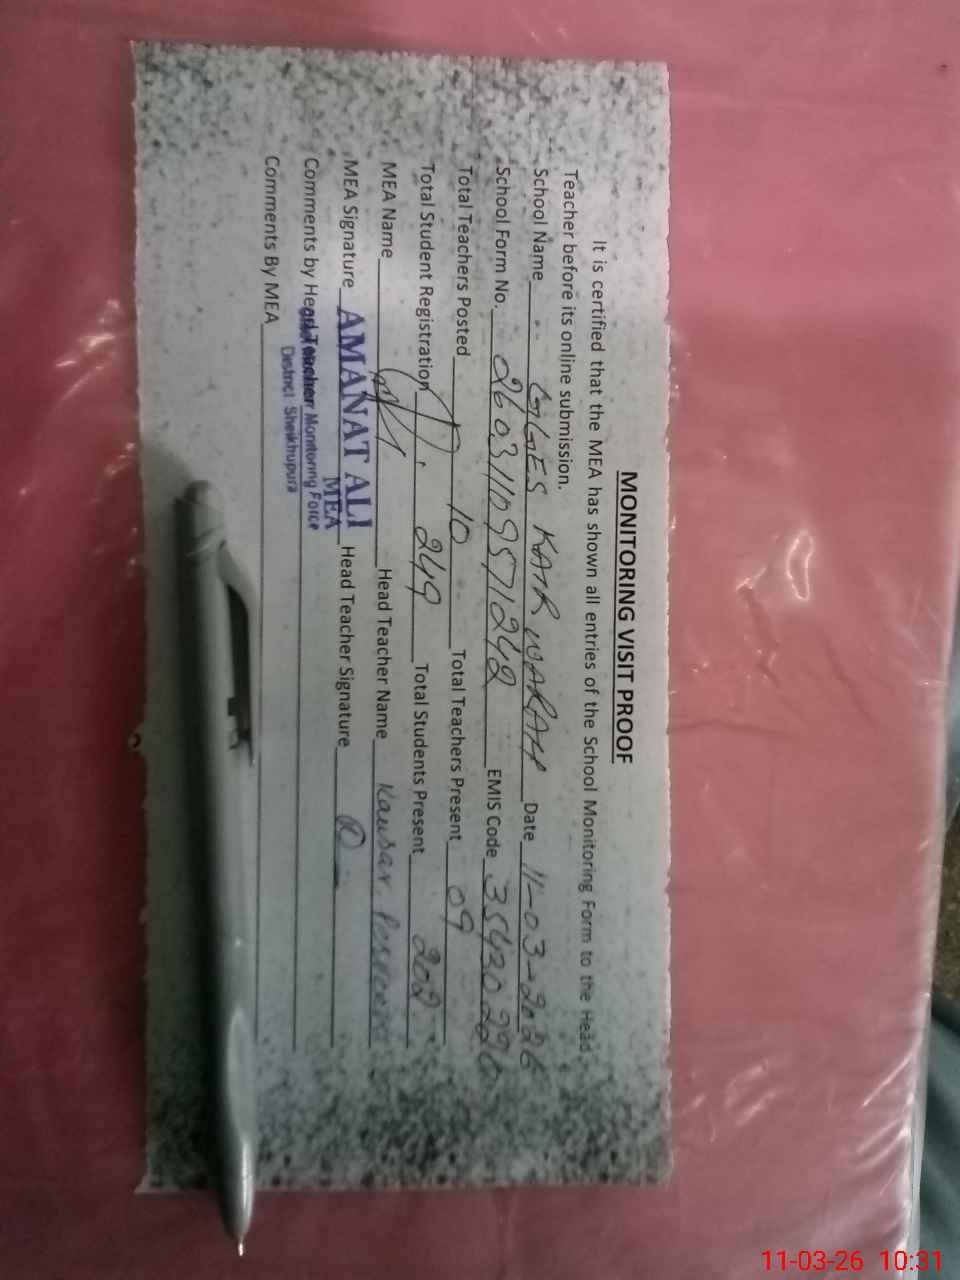 MONITORING VISIT PROOF
It is certified that the MEA has shown all entries of the School Monitoring Form to the Head
Teacher before its online submission.
School Name GGES KAIR WARAH Date 11-03-2026
School Form No. 26031109571242 EMIS Code 35430226
Total Teachers Posted 10 Total Teachers Present 09
Total Student Registration 249 Total Students Present 202
MEA Name Head Teacher Name Kausar Parveen
MEA Signature AMANAT ALI Head Teacher Signature
MEA
Comments by Head Teacher Monitoring Force
District Sheikhupura
Comments By MEA
11-03-26 10:31